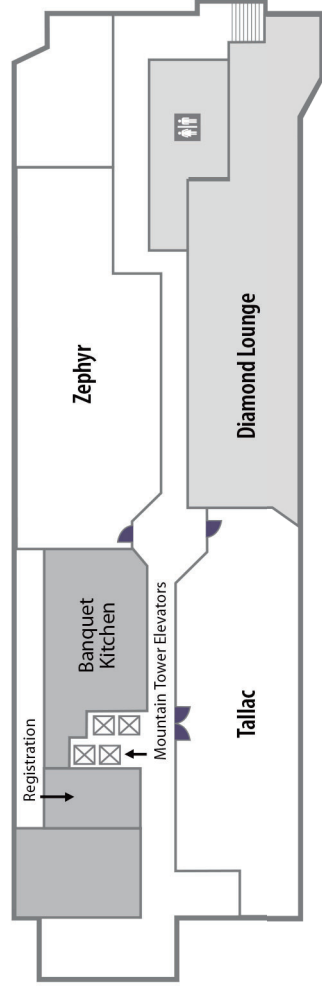 Registration
Banquet
Kitchen
Mountain Tower Elevators
Zephyr
Tallac
Diamond Lounge